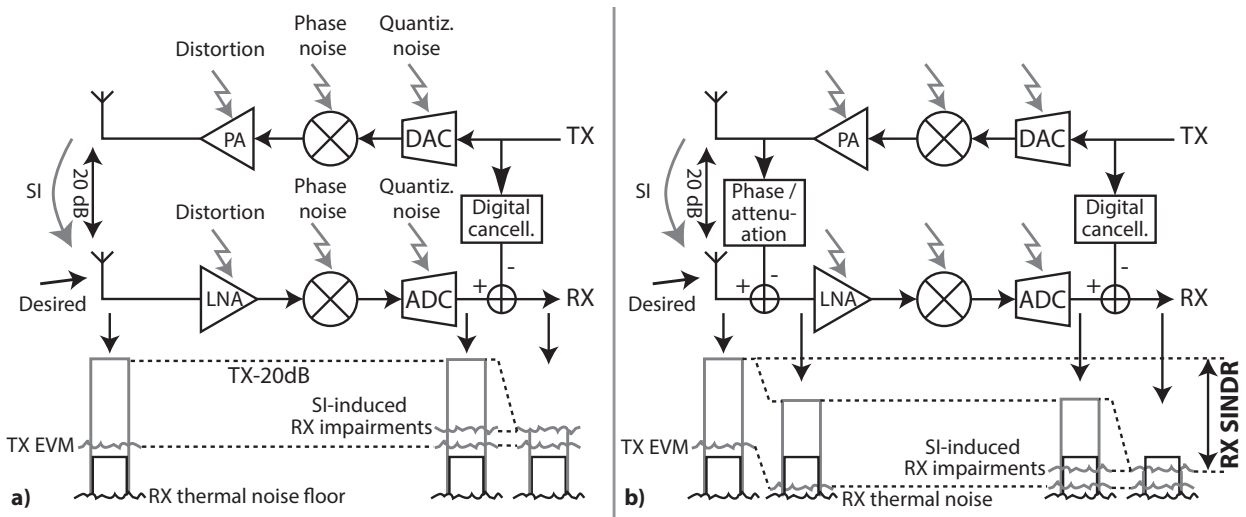 Phase
noise
Quantiz.
noise
Distortion
PA
DAC
TX
SI
20 dB
Phase
noise
Quantiz.
noise
Distortion
Digital
cancell.
+
-
Desired
LNA
ADC
RX
TX-20dB
SI-induced
RX impairments
TX EVM
RX thermal noise floor
a)
PA
DAC
TX
SI
20 dB
Phase /
attenu-
ation
Digital
cancell.
+
-
+
-
Desired
LNA
ADC
RX
RX SINDR
TX EVM
SI-induced
RX impairments
RX thermal noise
b)